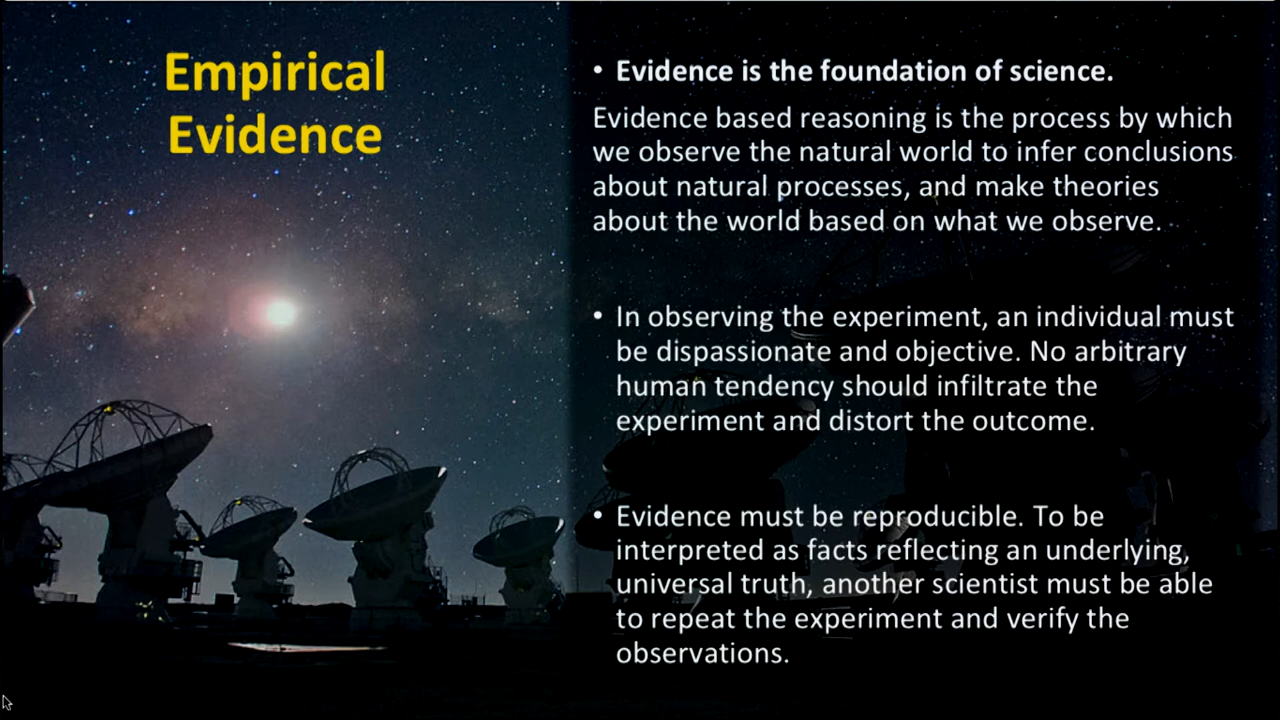 Empirical
Evidence
• Evidence is the foundation of science.
Evidence based reasoning is the process by which
we observe the natural world to infer conclusions
about natural processes, and make theories
about the world based on what we observe.
• In observing the experiment, an individual must
be dispassionate and objective. No arbitrary
human tendency should infiltrate the
experiment and distort the outcome.
• Evidence must be reproducible. To be
interpreted as facts reflecting an underlying,
universal truth, another scientist must be able
to repeat the experiment and verify the
observations.